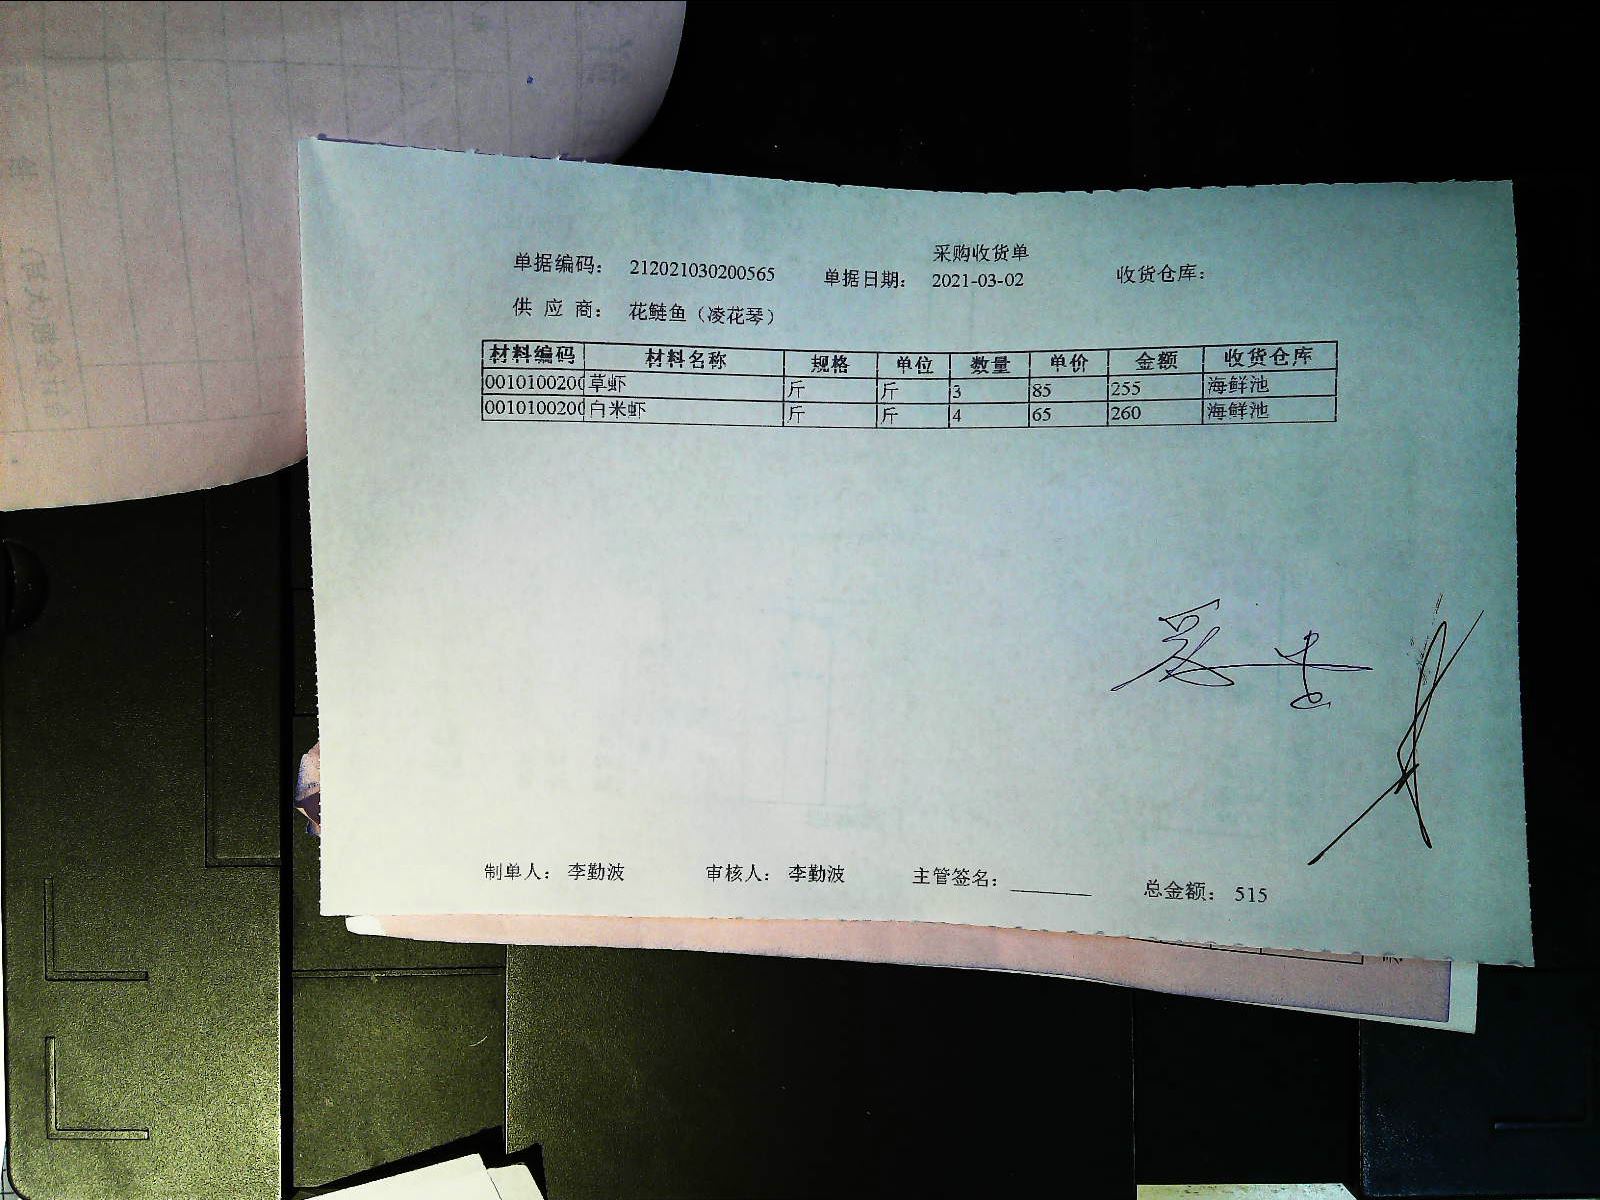 采购收货单
单据编码： 212021030200565 单据日期： 2021-03-02 收货仓库：
供 应 商： 花鲢鱼（凌花琴）
材料编码 材料名称 规格 单位 数量 单价 金额 收货仓库
0010100200 草虾 斤 斤 3 85 255 海鲜池
0010100200 白米虾 斤 斤 4 65 260 海鲜池
制单人： 李勤波 审核人： 李勤波 主管签名： 总金额： 515